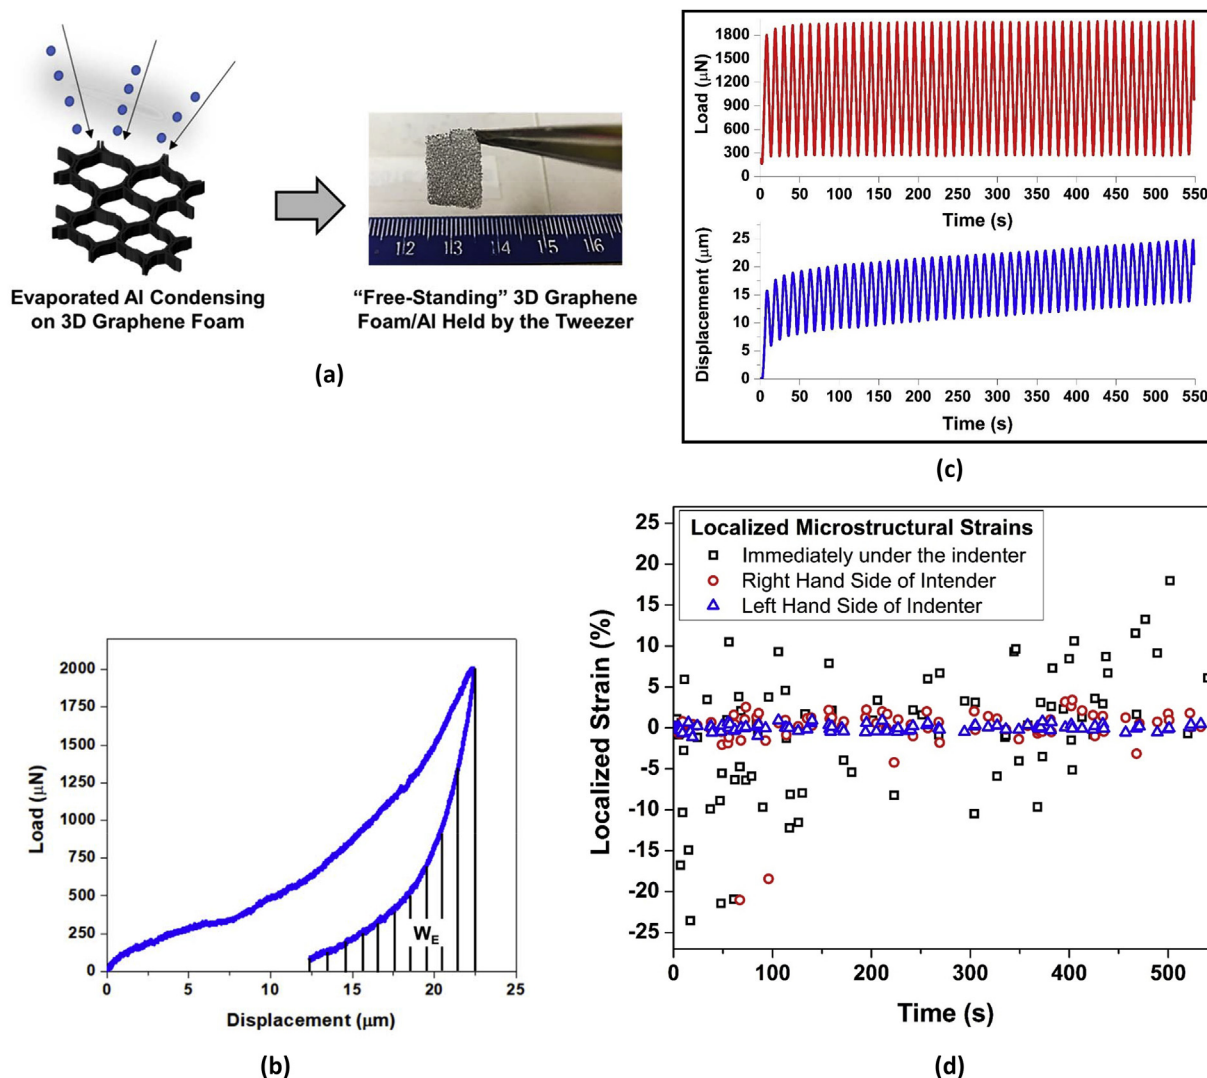 Evaporated Al Condensing
on 3D Graphene Foam
12 13 14 15 16
“Free-Standing” 3D Graphene
Foam/Al Held by the Tweezer
(a)
1800
1500
1200
900
600
300
Load (μN)
0 50 100 150 200 250 300 350 400 450 500 550
Time (s)
25
20
15
10
5
0
Displacement (μm)
0 50 100 150 200 250 300 350 400 450 500 550
Time (s)
(c)
2000
1750
1500
1250
1000
750
500
250
0
Load (μN)
W_E
0 5 10 15 20 25
Displacement (μm)
(b)
25
20
15
10
5
0
-5
-10
-15
-20
-25
Localized Strain (%)
Localized Microstructural Strains
Immediately under the indenter
Right Hand Side of Intender
Left Hand Side of Indenter
0 100 200 300 400 500
Time (s)
(d)